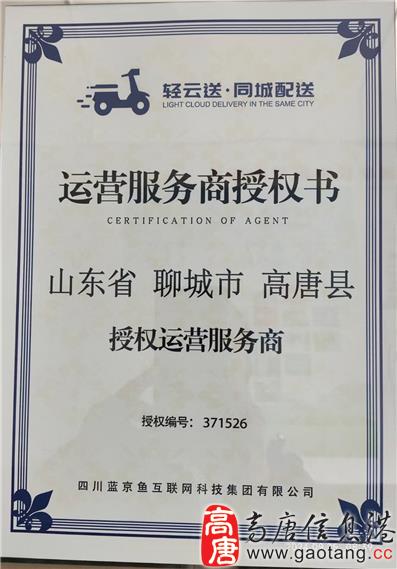 轻云送·同城配送
LIGHT CLOUD DELIVERY IN THE SAME CITY
运营服务商授权书
CERTIFICATION OF AGENT
山东省 聊城市 高唐县
授权运营服务商
授权编号: 371526
四川蓝京鱼互联网科技集团有限公司
高唐
高唐信息港
www.gaotang.cc